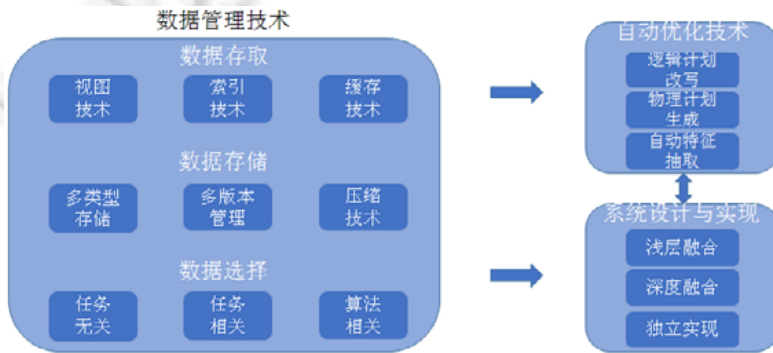 数据管理技术
数据存取
视图
技术
索引
技术
缓存
技术
数据存储
多类型
存储
多版本
管理
压缩
技术
数据选择
任务
无关
任务
相关
算法
相关
自动优化技术
逻辑计划
改写
物理计划
生成
自动特征
抽取
系统设计与实现
浅层融合
深度融合
独立实现